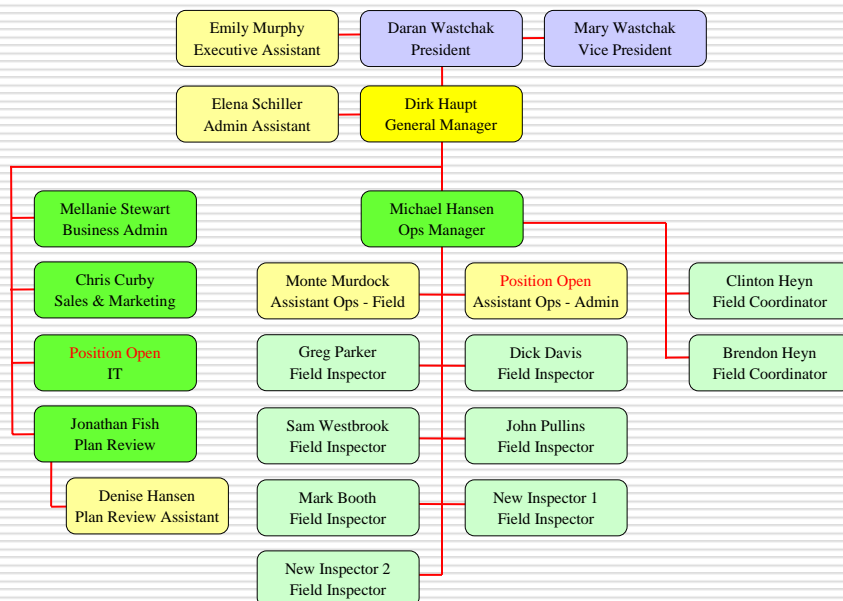 Emily Murphy
Executive Assistant
Daran Wastchak
President
Mary Wastchak
Vice President
Elena Schiller
Admin Assistant
Dirk Haupt
General Manager
Mellanie Stewart
Business Admin
Michael Hansen
Ops Manager
Chris Curby
Sales & Marketing
Monte Murdock
Assistant Ops - Field
Position Open
Assistant Ops - Admin
Clinton Heyn
Field Coordinator
Position Open
IT
Greg Parker
Field Inspector
Dick Davis
Field Inspector
Brendon Heyn
Field Coordinator
Jonathan Fish
Plan Review
Sam Westbrook
Field Inspector
John Pullins
Field Inspector
Denise Hansen
Plan Review Assistant
Mark Booth
Field Inspector
New Inspector 1
Field Inspector
New Inspector 2
Field Inspector